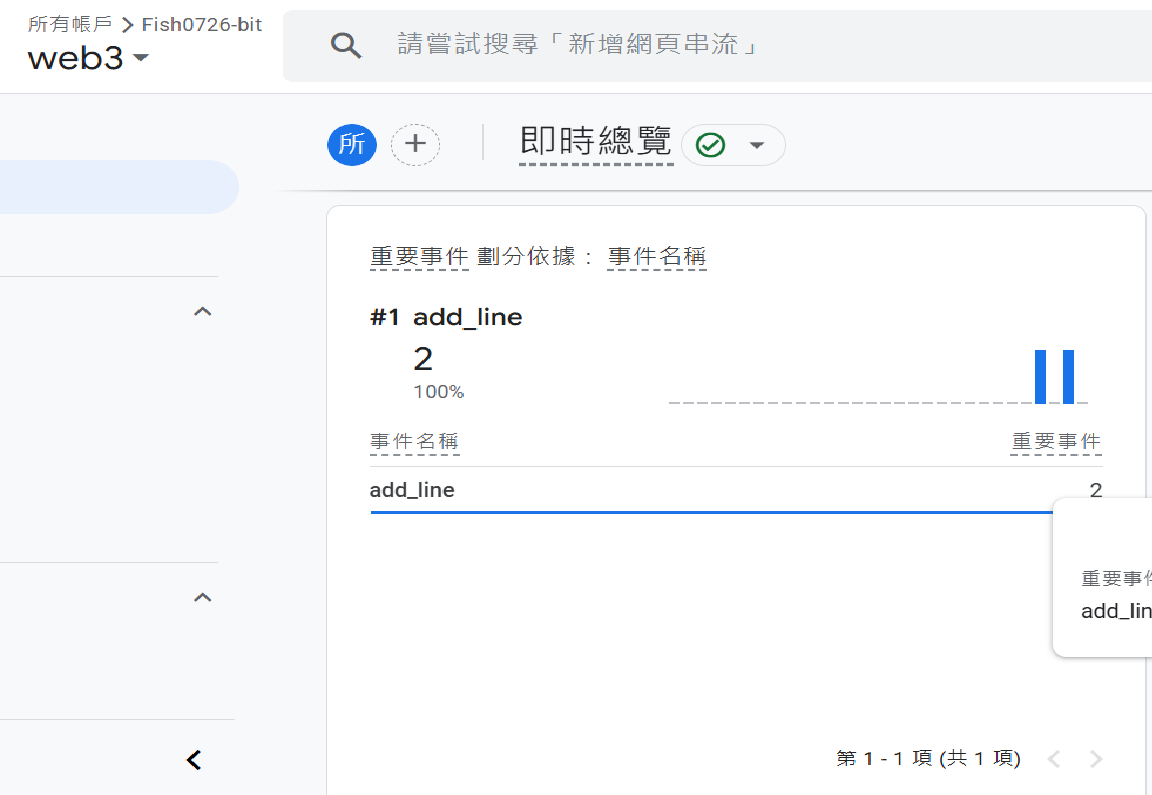 所有帳戶 > Fish0726-bit
web3
請嘗試搜尋「新增網頁串流」
所
即時總覽
重要事件 劃分依據： 事件名稱
#1 add_line
2
100%
事件名稱 重要事件
add_line 2
重要事件
add_lin
第 1 - 1 項 (共 1 項)